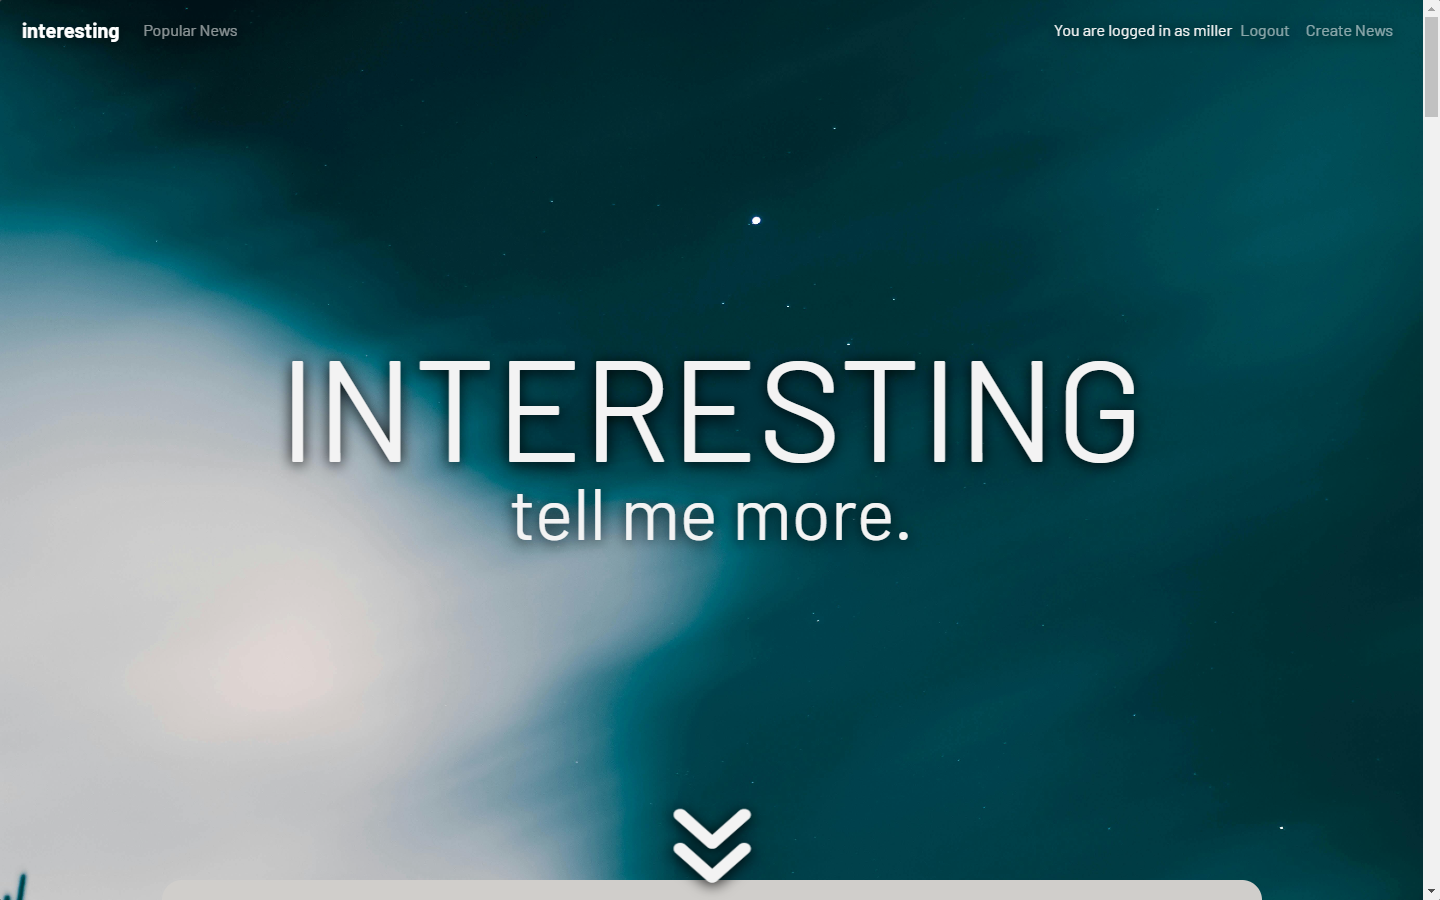 interesting
Popular News
You are logged in as miller
Logout
Create News
INTERESTING
tell me more.